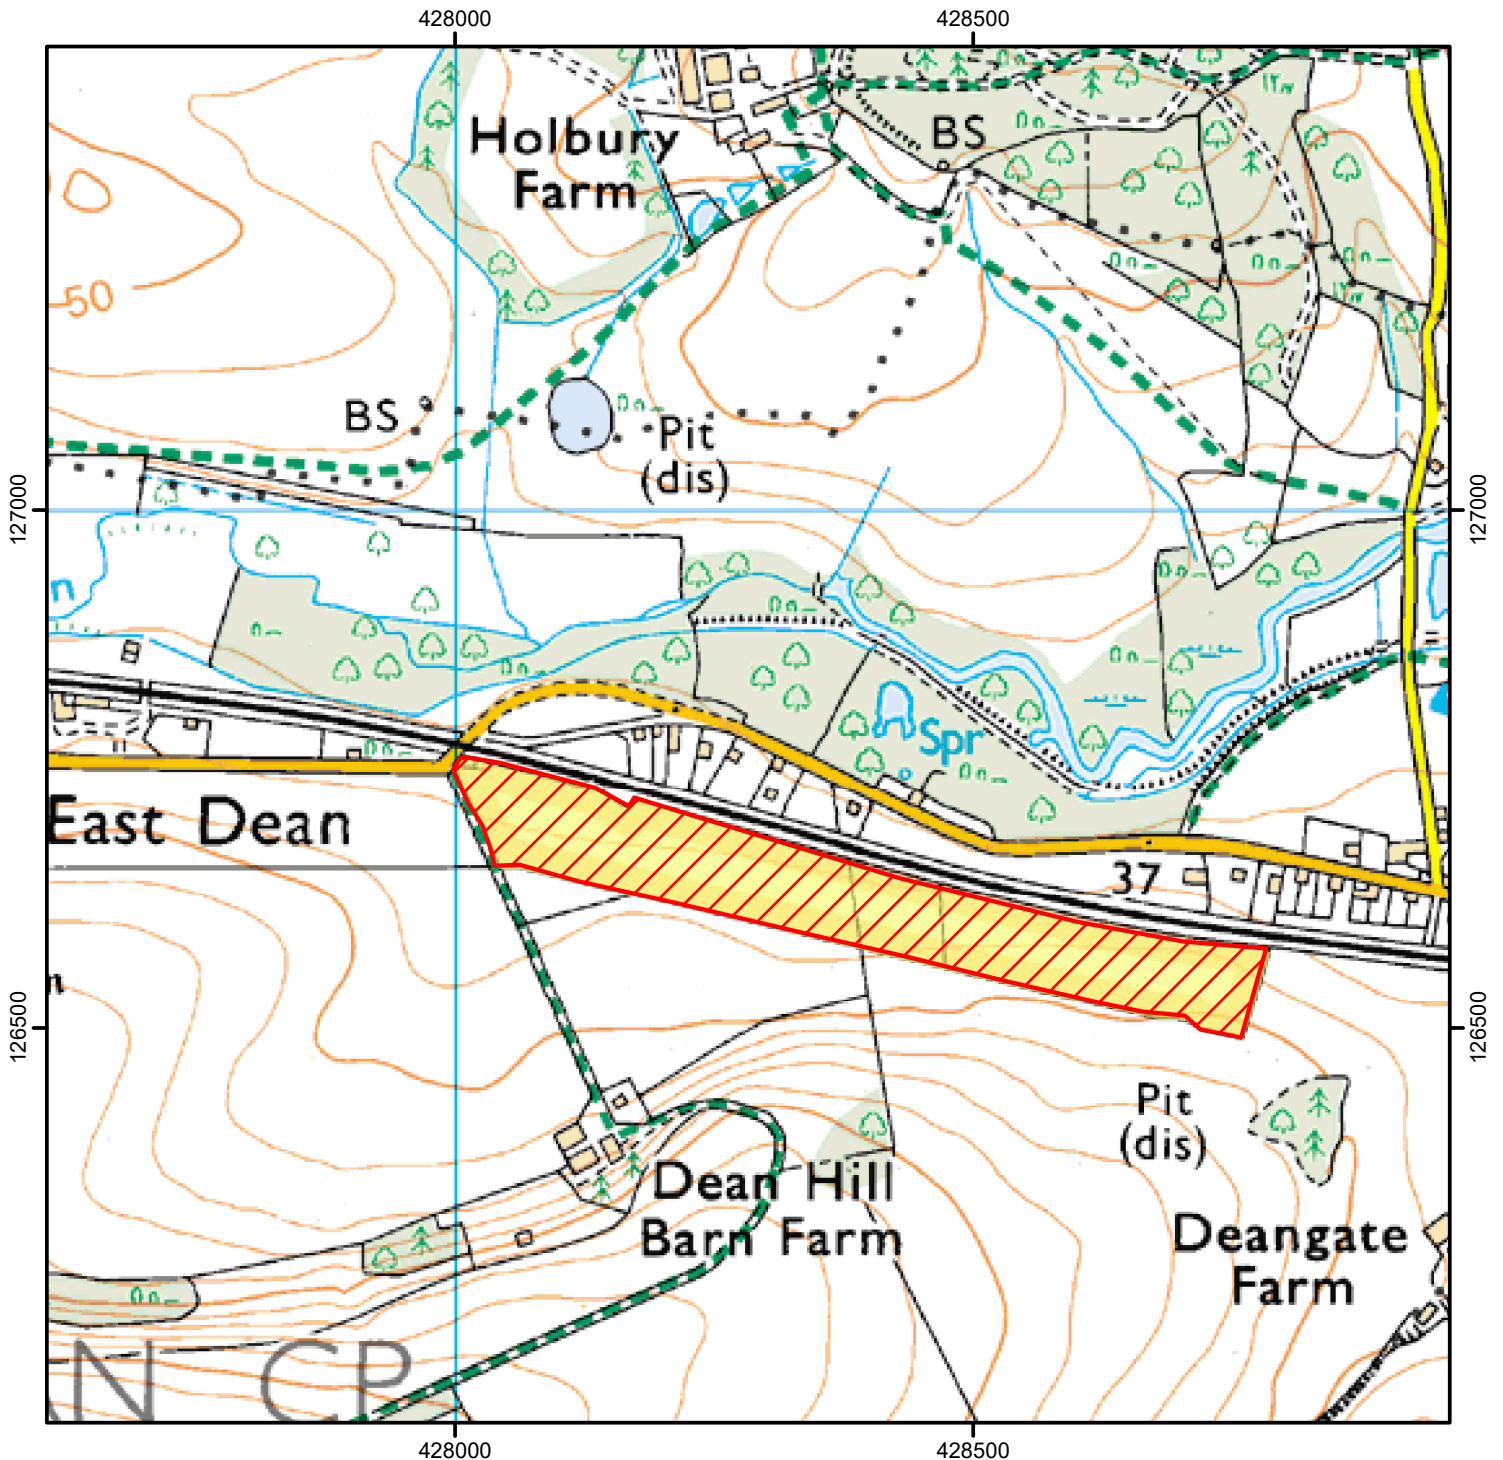 428000
428500
Holbury
Farm
BS
50
BS
Pit
(dis)
127000
127000
n
Spr
East Dean
37
n
126500
126500
Pit
(dis)
Dean Hill
Barn Farm
Deangate
Farm
N CP
428000
428500